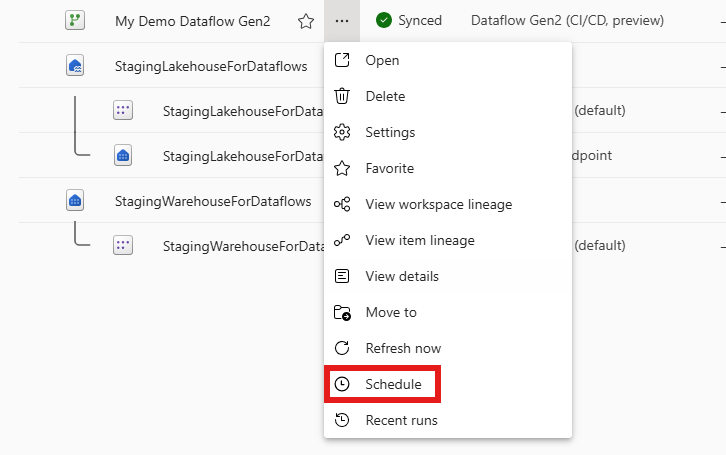 My Demo Dataflow Gen2 ... Synced Dataflow Gen2 (CI/CD, preview)
StagingLakehouseForDataflows
StagingLakehouseForData (default)
StagingLakehouseForData dpoint
StagingWarehouseForDataflows
StagingWarehouseForData (default)
Open
Delete
Settings
Favorite
View workspace lineage
View item lineage
View details
Move to
Refresh now
Schedule
Recent runs